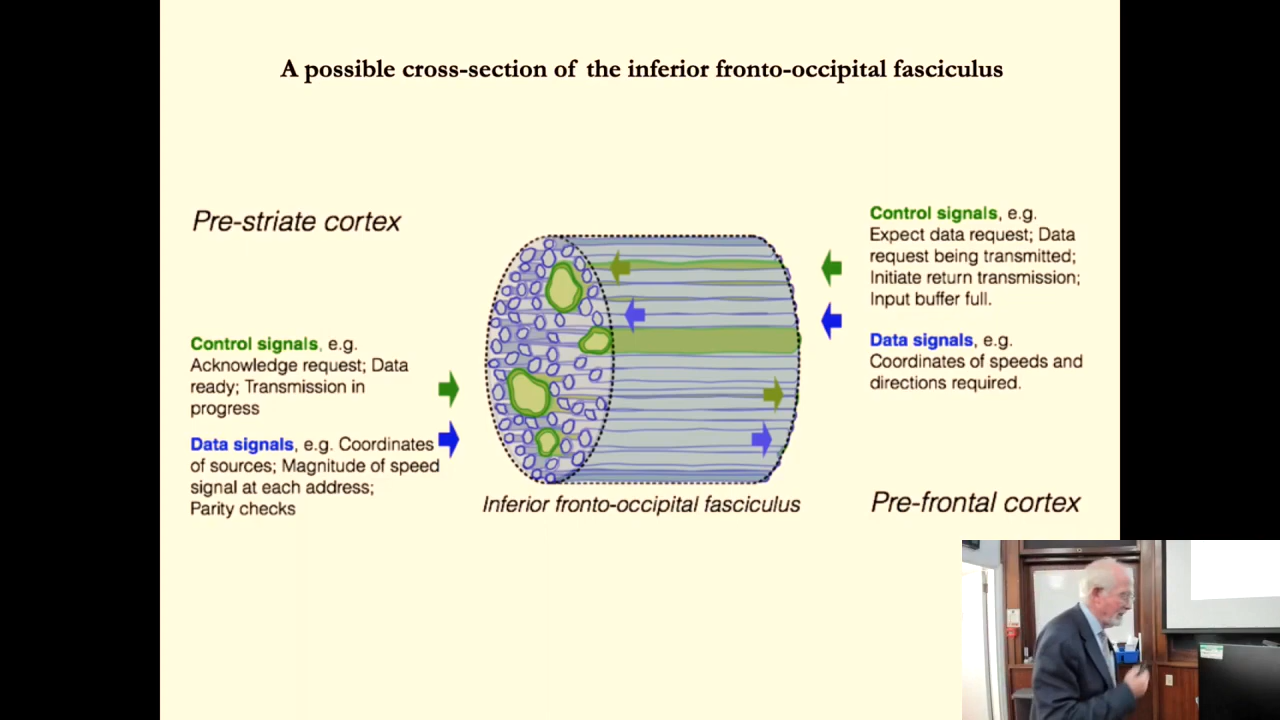 A possible cross-section of the inferior fronto-occipital fasciculus
Pre-striate cortex
Control signals, e.g.
Acknowledge request; Data
ready; Transmission in
progress
Data signals, e.g. Coordinates
of sources; Magnitude of speed
signal at each address;
Parity checks
Inferior fronto-occipital fasciculus
Control signals, e.g.
Expect data request; Data
request being transmitted;
Initiate return transmission;
Input buffer full.
Data signals, e.g.
Coordinates of speeds and
directions required.
Pre-frontal cortex